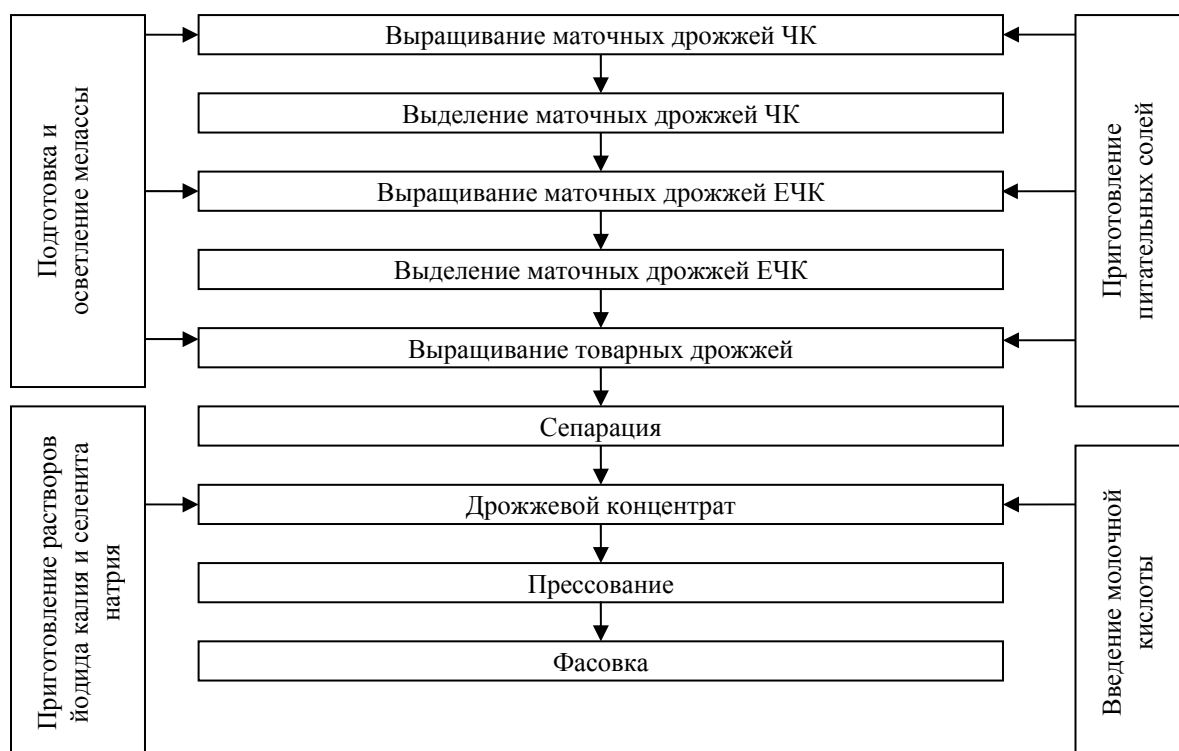 Подготовка и
осветление мелассы
Выращивание маточных дрожжей ЧК
Выделение маточных дрожжей ЧК
Выращивание маточных дрожжей ЕЧК
Выделение маточных дрожжей ЕЧК
Выращивание товарных дрожжей
Сепарация
Дрожжевой концентрат
Прессование
Фасовка
Приготовление
питательных солей
Приготовление растворов
йодида калия и селенита
натрия
Введение молочной
кислоты